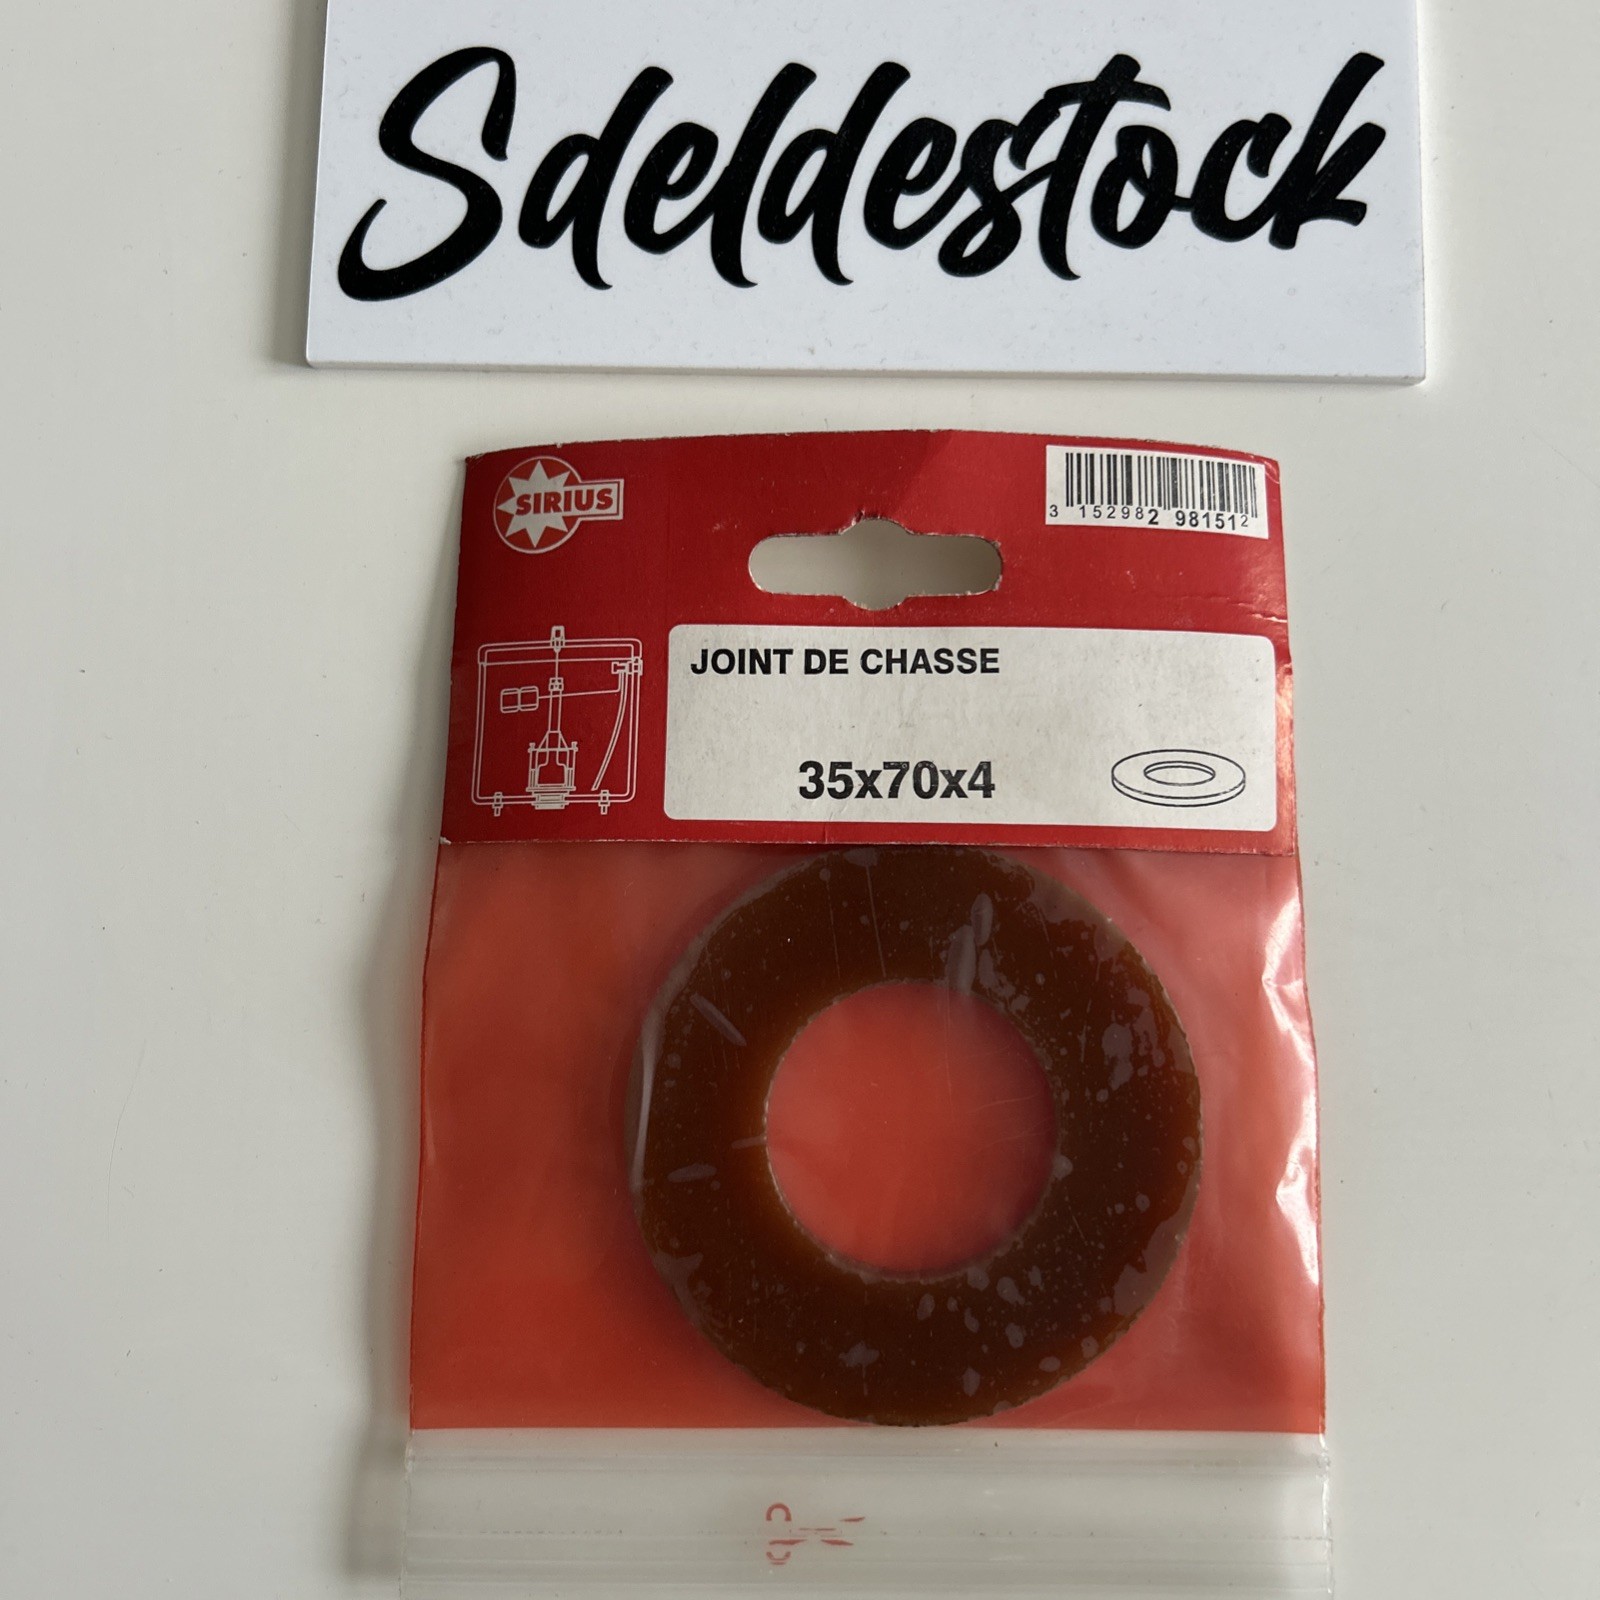 Sdeldestock
SIRIUS
3 152982 981512
JOINT DE CHASSE
35x70x4